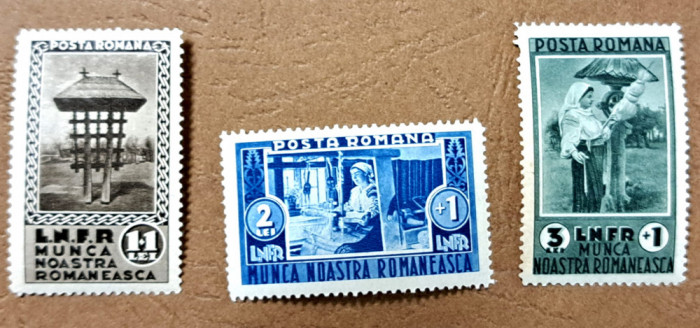 POSTA ROMANA
L.N.F.R
MUNCA
NOASTRA
ROMANEASCA
1+1
LEI
POSTA ROMANA
2
LEI
+1
LNFR
LNFR
MUNCA NOASTRA ROMANEASCA
POSTA ROMANA
3
LEI
LNFR
+1
MUNCA
NOASTRA ROMANEASCA